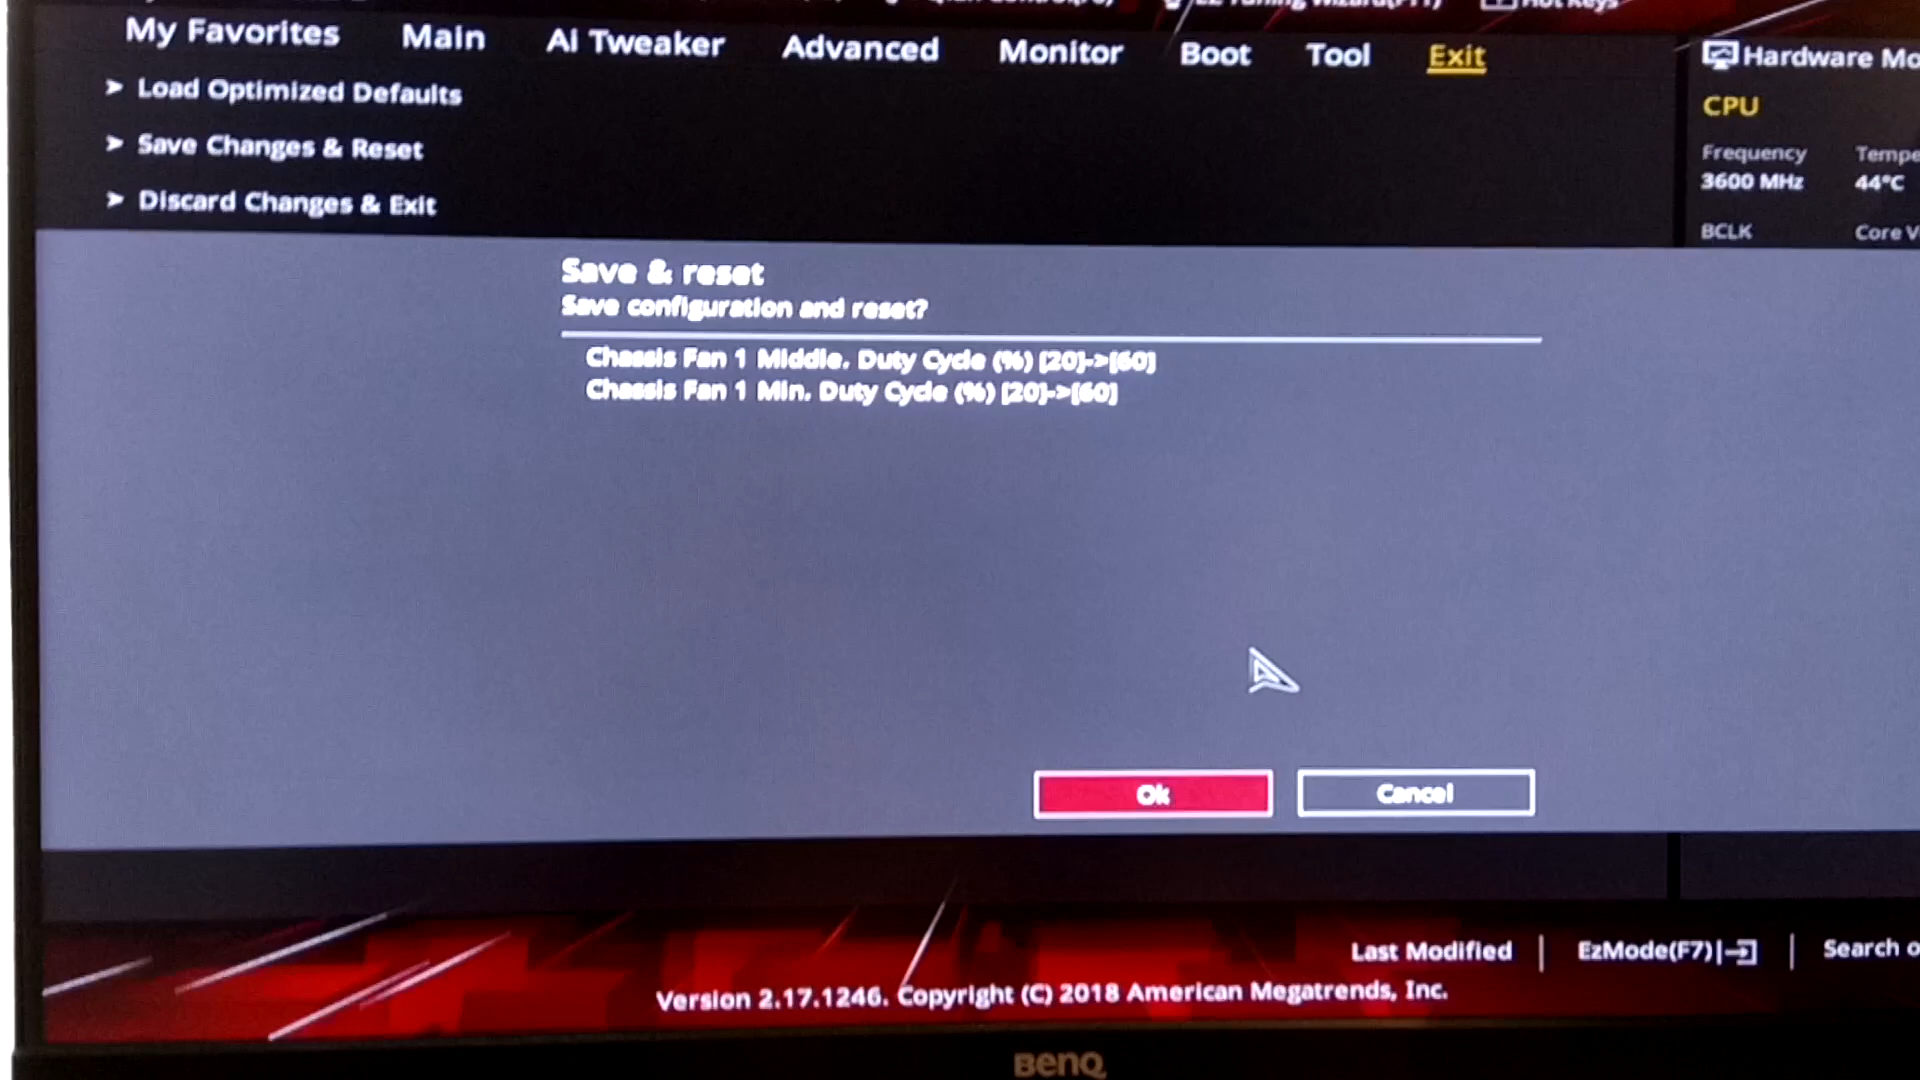 My Favorites Main Ai Tweaker Advanced Monitor Boot Tool Exit
Hardware
CPU
Frequency
3600 MHz 44°C
BCLK Core
Load Optimized Defaults
Save Changes & Reset
Discard Changes & Exit
Save & reset
Save configuration and reset?
Chassis Fan 1 Middle. Duty Cycle (%) [20]->[60]
Chassis Fan 1 Min. Duty Cycle (%) [20]->[60]
Ok Cancel
Last Modified EzMode(F7) Search
Version 2.17.1246. Copyright (C) 2018 American Megatrends, Inc.
BenQ